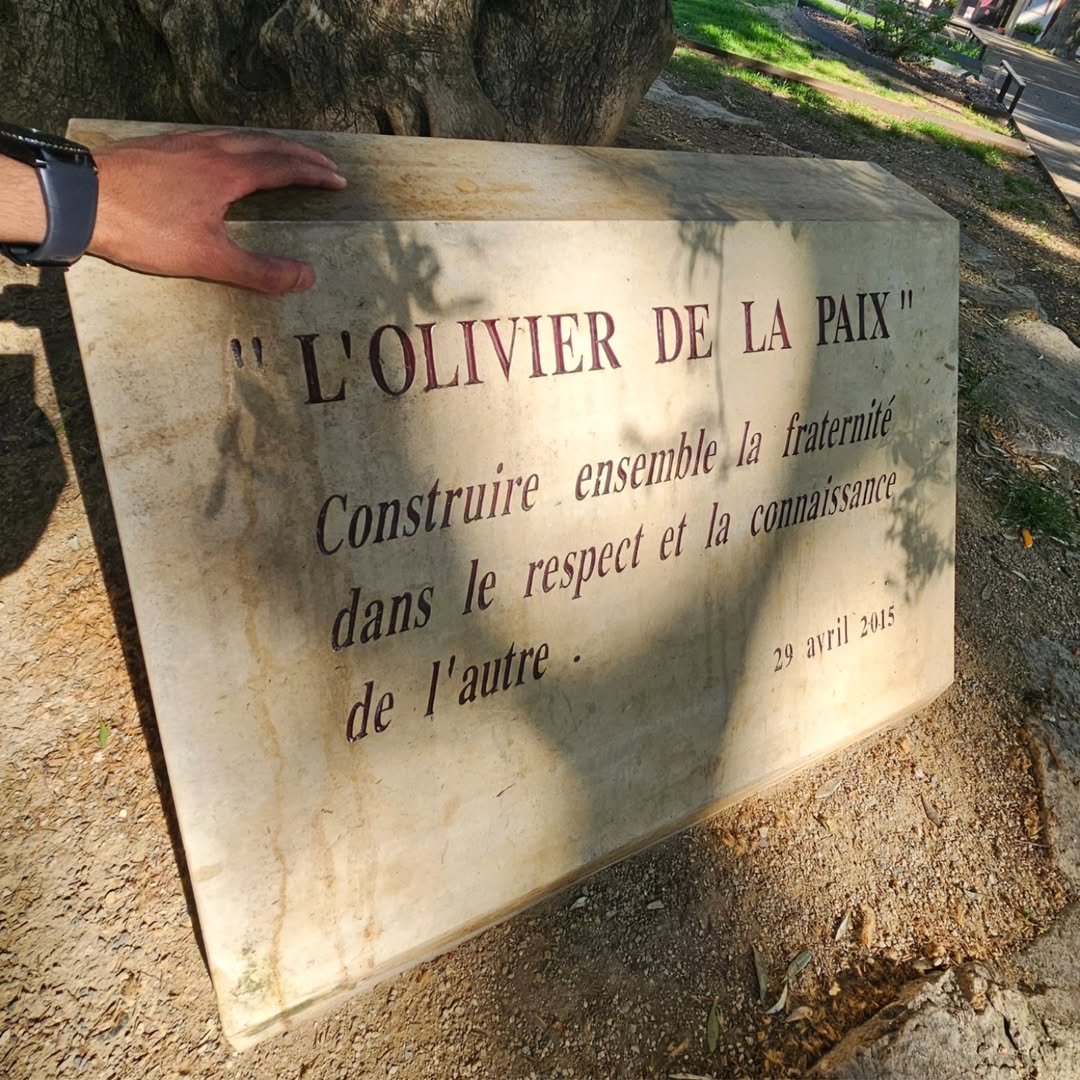 "L'OLIVIER DE LA PAIX"
Construire ensemble la fraternité
dans le respect et la connaissance
de l'autre .
29 avril 2015